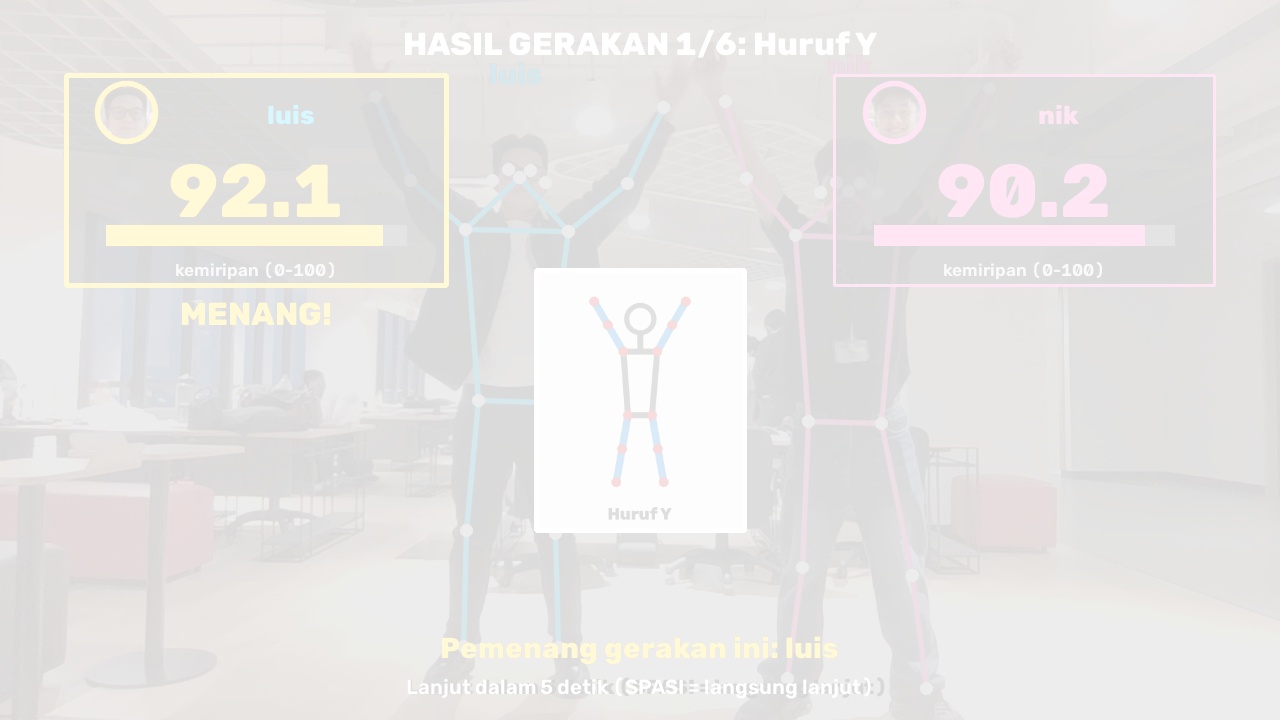 HASIL GERAKAN 1/6: Huruf Y
luis
luis
92.1
kemiripan (0-100)
MENANG!
nik
90.2
kemiripan (0-100)
Huruf Y
Pemenang gerakan ini: luis
Lanjut dalam 5 detik (SPASI = langsung lanjut)